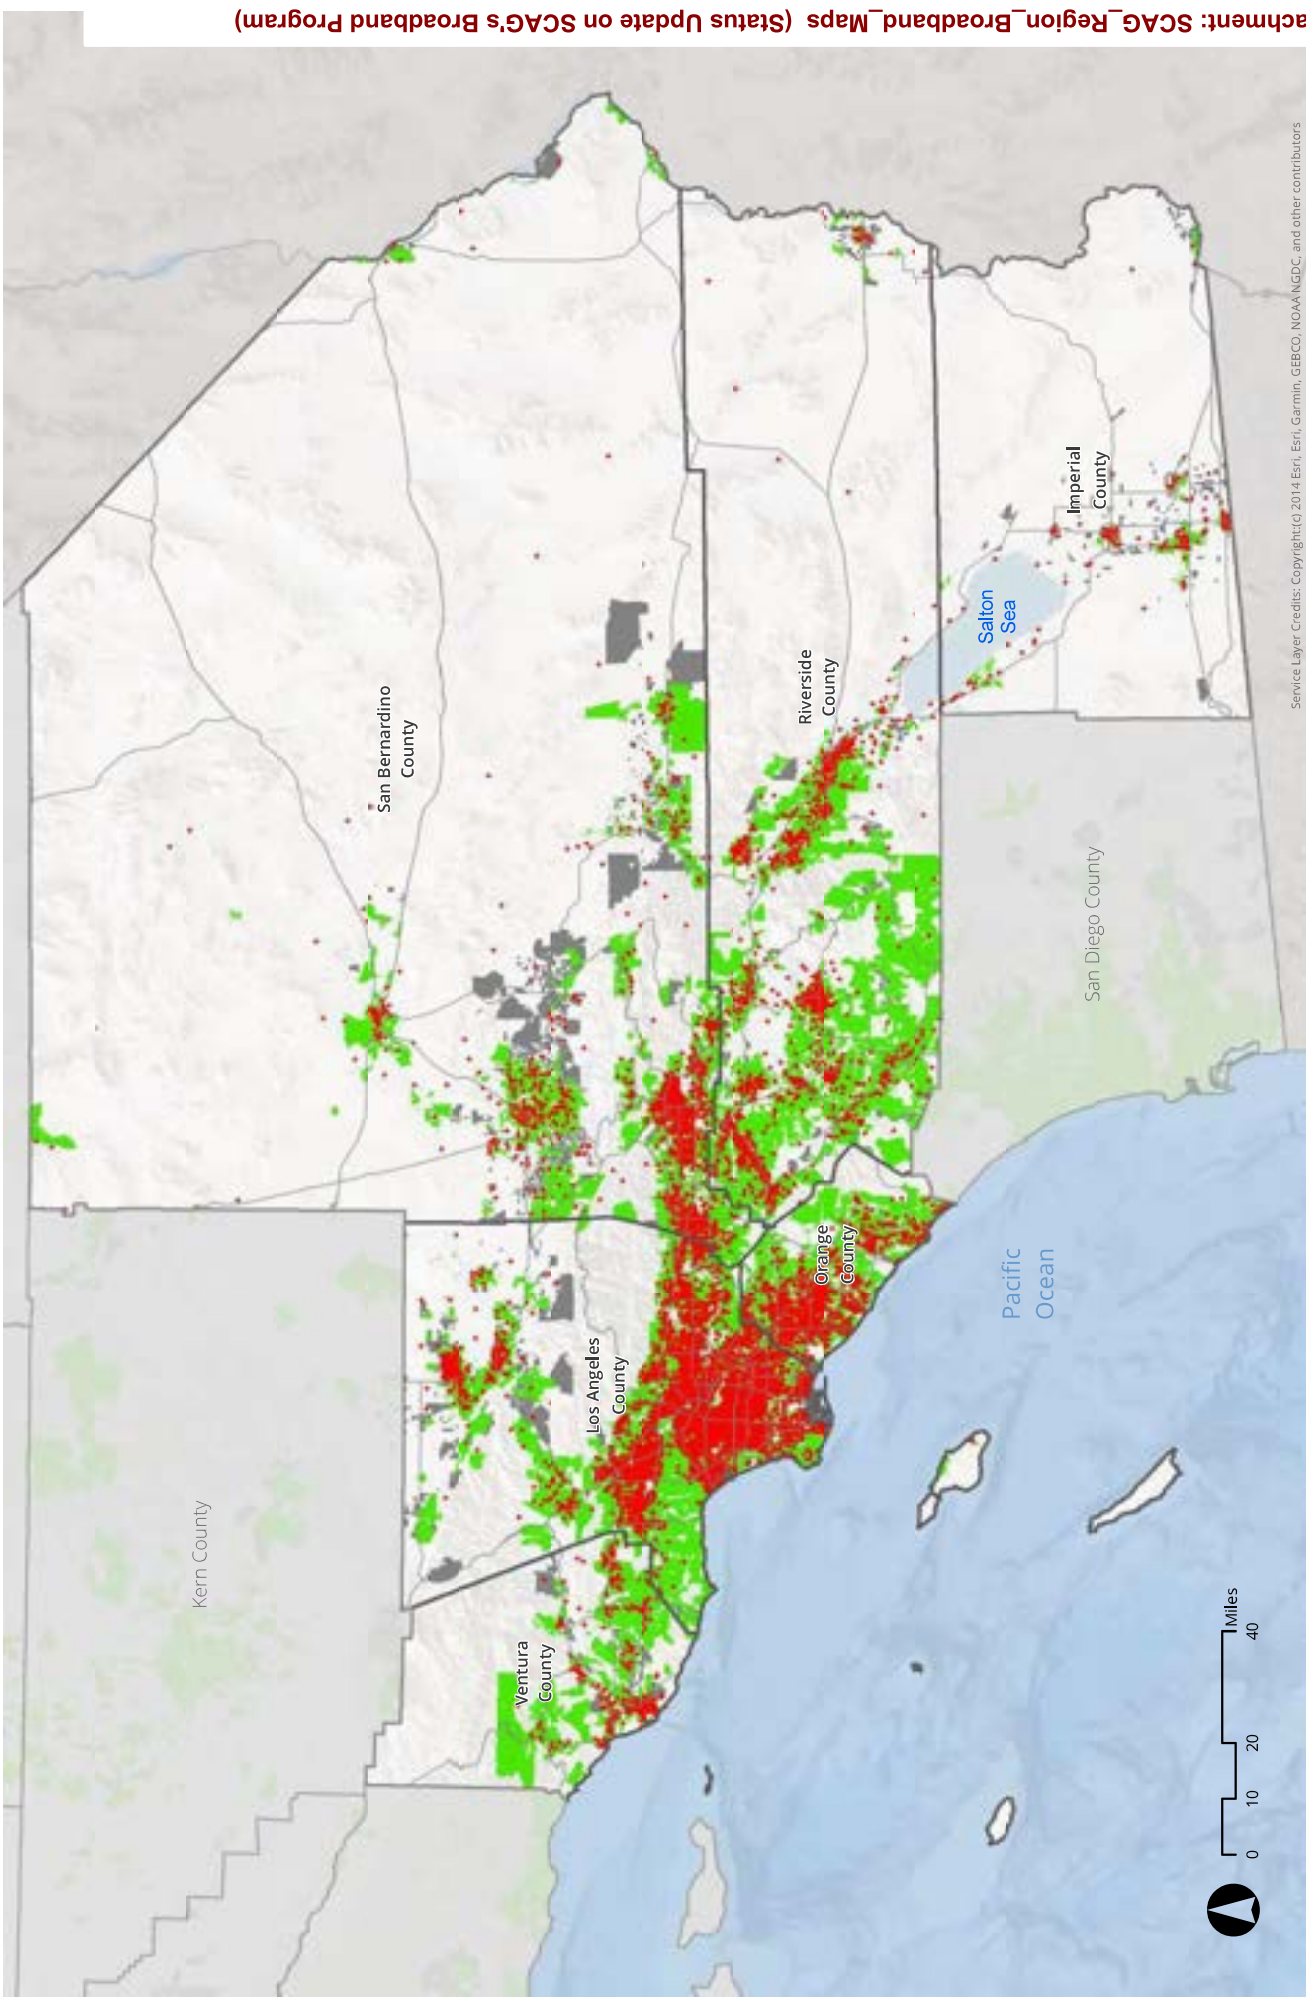 achment: SCAG_Region_Broadband_Maps (Status Update on SCAG's Broadband Program)
Kern County
San Bernardino
County
Ventura
County
Los Angeles
County
Orange
County
Riverside
County
Salton
Sea
Imperial
County
San Diego County
Pacific
Ocean
Miles
0 10 20 40
Service Layer Credits: Copyright:(c) 2014 Esri, Esri, Garmin, GEBCO, NOAA NGDC, and other contributors